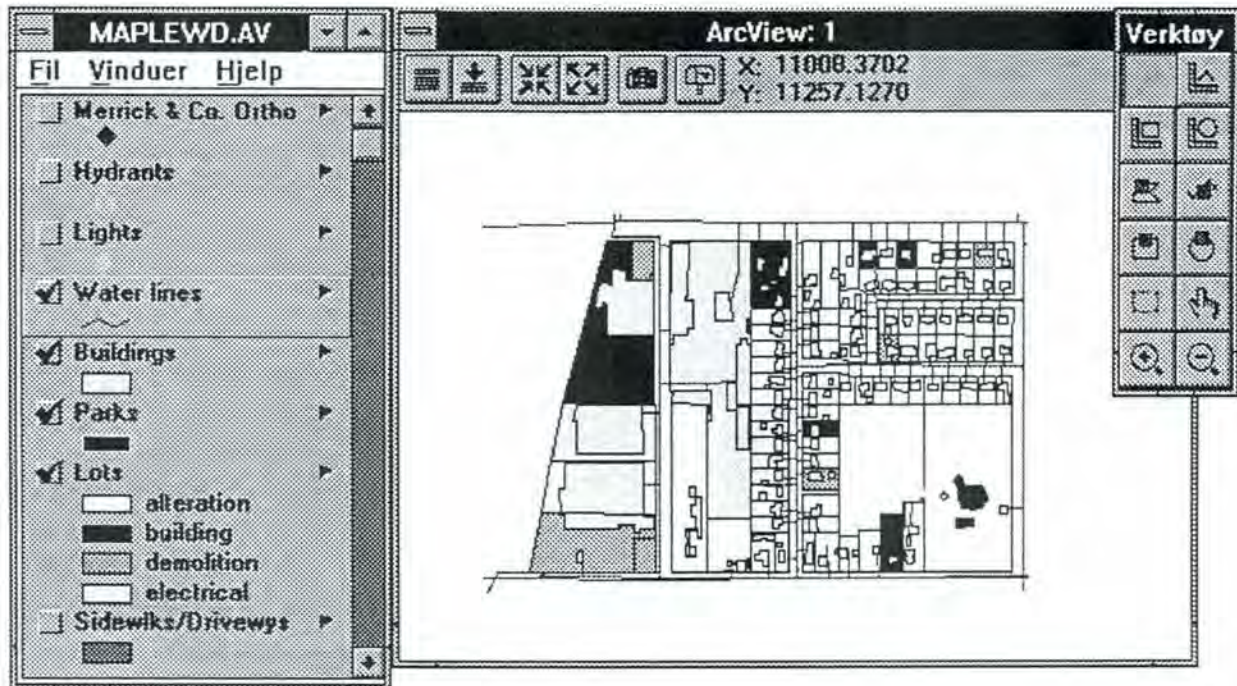 MAPLEWD.AV
Fil Vinduer Hjelp
Merrick & Co. Ortho
Hydrants
Lights
Water lines
Buildings
Parks
Lots
alteration
building
demolition
electrical
Sidewlks/Drivewys
ArcView: 1
X: 11008.3702
Y: 11257.1270
Verktøy